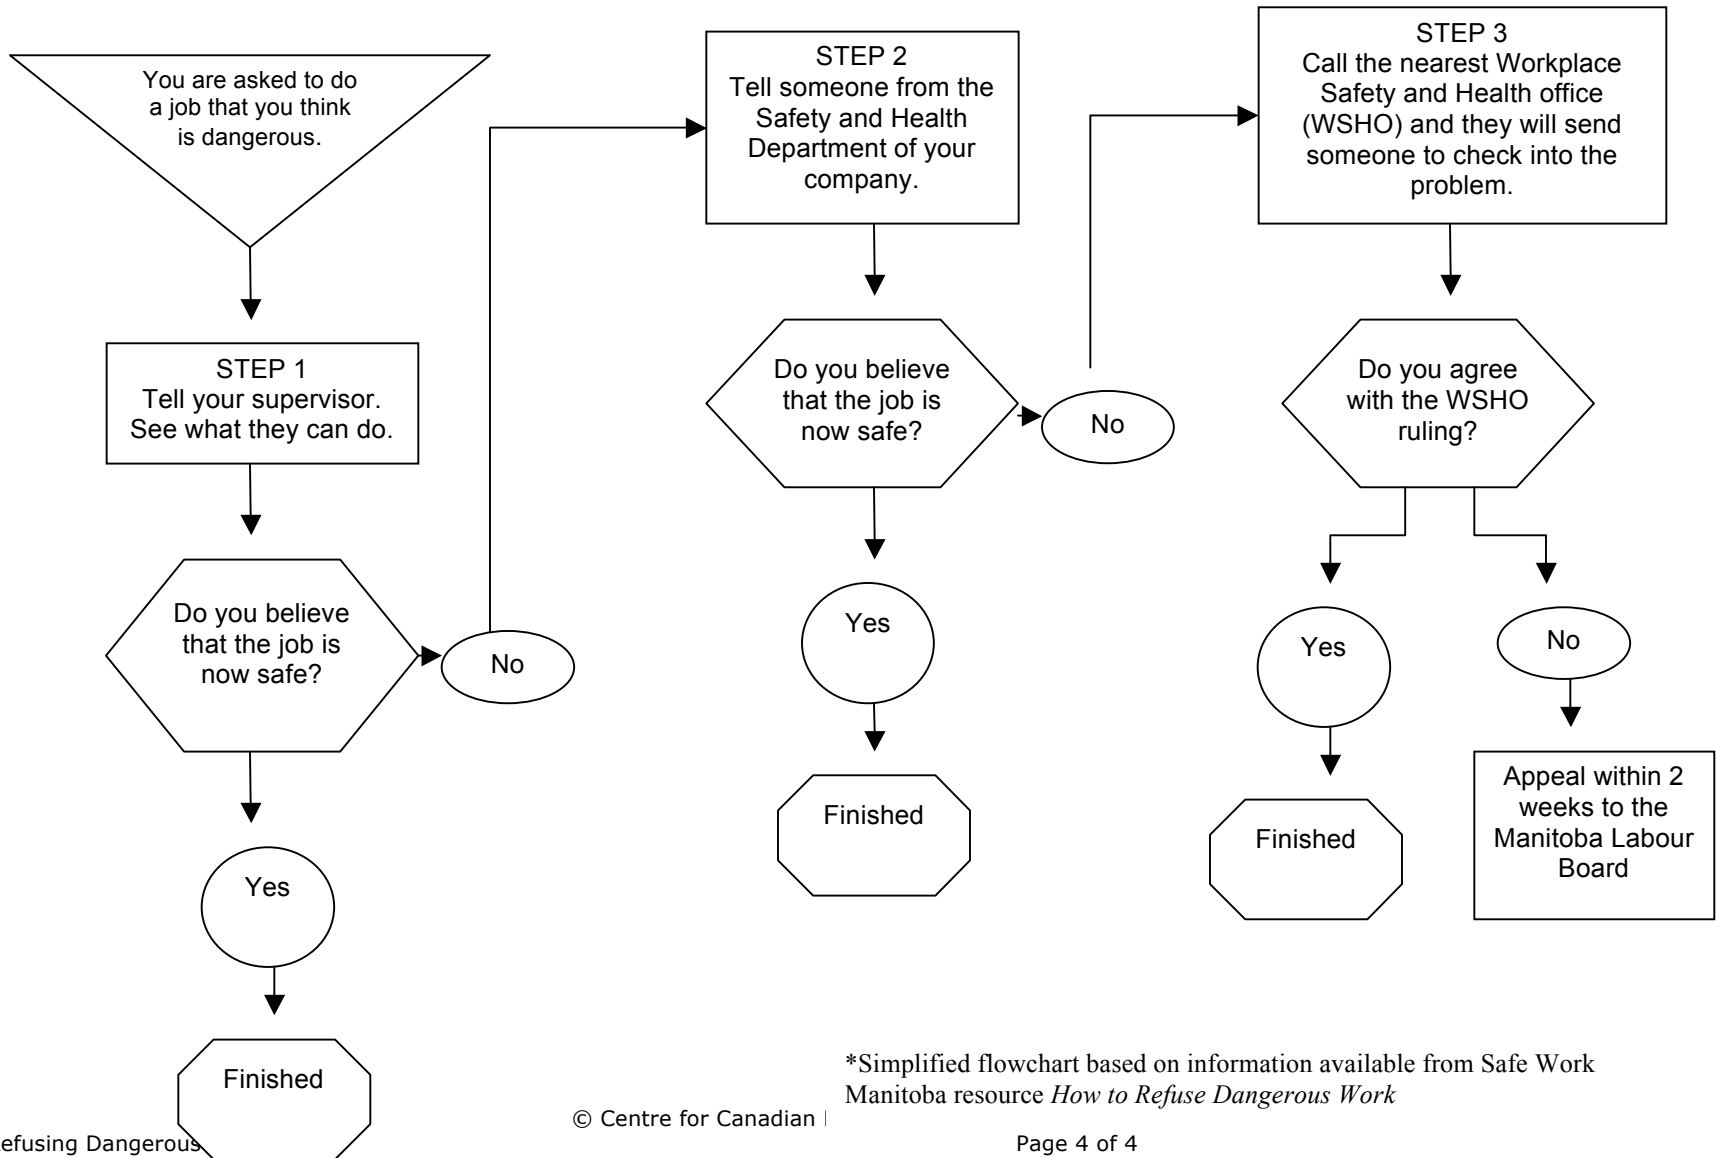 You are asked to do
a job that you think
is dangerous.
STEP 1
Tell your supervisor.
See what they can do.
Do you believe
that the job is
now safe?
No
Yes
Finished
STEP 2
Tell someone from the
Safety and Health
Department of your
company.
Do you believe
that the job is
now safe?
No
Yes
Finished
STEP 3
Call the nearest Workplace
Safety and Health office
(WSHO) and they will send
someone to check into the
problem.
Do you agree
with the WSHO
ruling?
Yes
Finished
No
Appeal within 2
weeks to the
Manitoba Labour
Board
*Simplified flowchart based on information available from Safe Work
Manitoba resource How to Refuse Dangerous Work
© Centre for Canadian
efusing Dangerous
Page 4 of 4